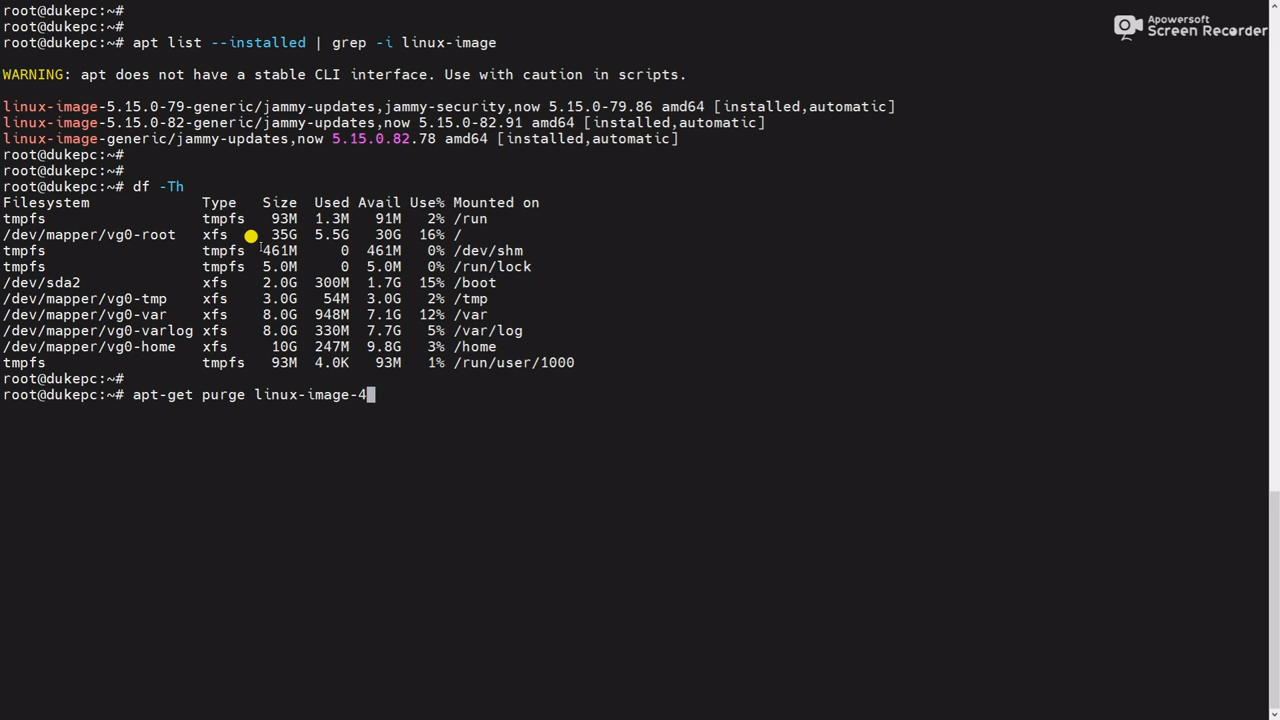 root@dukepc:~#
root@dukepc:~#
root@dukepc:~# apt list --installed | grep -i linux-image
Apowersoft
Screen Recorder
WARNING: apt does not have a stable CLI interface. Use with caution in scripts.
linux-image-5.15.0-79-generic/jammy-updates,jammy-security,now 5.15.0-79.86 amd64 [installed,automatic]
linux-image-5.15.0-82-generic/jammy-updates,now 5.15.0-82.91 amd64 [installed,automatic]
linux-image-generic/jammy-updates,now 5.15.0.82.78 amd64 [installed,automatic]
root@dukepc:~#
root@dukepc:~#
root@dukepc:~# df -Th
Filesystem Type Size Used Avail Use% Mounted on
tmpfs tmpfs 93M 1.3M 91M 2% /run
/dev/mapper/vg0-root xfs 35G 5.5G 30G 16% /
tmpfs tmpfs 461M 0 461M 0% /dev/shm
tmpfs tmpfs 5.0M 0 5.0M 0% /run/lock
/dev/sda2 xfs 2.0G 300M 1.7G 15% /boot
/dev/mapper/vg0-tmp xfs 3.0G 54M 3.0G 2% /tmp
/dev/mapper/vg0-var xfs 8.0G 948M 7.1G 12% /var
/dev/mapper/vg0-varlog xfs 8.0G 330M 7.7G 5% /var/log
/dev/mapper/vg0-home xfs 10G 247M 9.8G 3% /home
tmpfs tmpfs 93M 4.0K 93M 1% /run/user/1000
root@dukepc:~#
root@dukepc:~# apt-get purge linux-image-4